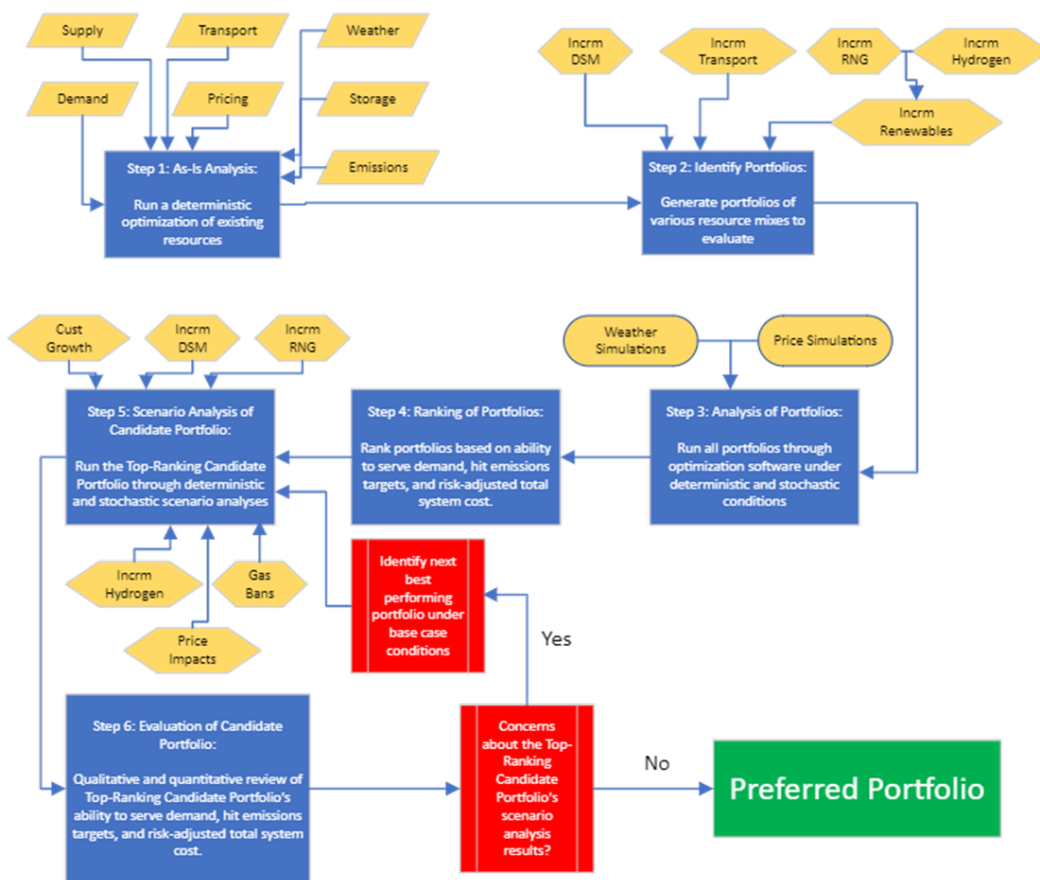 Supply
Transport
Weather
Demand
Pricing
Storage
Emissions
Step 1: As-Is Analysis:
Run a deterministic
optimization of existing
resources
Incrm
DSM
Incrm
Transport
Incrm
RNG
Incrm
Hydrogen
Incrm
Renewables
Step 2: Identify Portfolios:
Generate portfolios of
various resource mixes to
evaluate
Weather
Simulations
Price Simulations
Step 3: Analysis of Portfolios:
Run all portfolios through
optimization software under
deterministic and stochastic
conditions
Step 4: Ranking of Portfolios:
Rank portfolios based on ability
to serve demand, hit emissions
targets, and risk-adjusted total
system cost.
Cust
Growth
Incrm
DSM
Incrm
RNG
Step 5: Scenario Analysis of
Candidate Portfolio:
Run the Top-Ranking Candidate
Portfolio through deterministic
and stochastic scenario analyses
Incrm
Hydrogen
Price
Impacts
Gas
Bans
Identify next
best
performing
portfolio under
base case
conditions
Yes
Step 6: Evaluation of Candidate
Portfolio:
Qualitative and quantitative review of
Top-Ranking Candidate Portfolio's
ability to serve demand, hit emissions
targets, and risk-adjusted total system
cost.
Concerns
about the Top-
Ranking
Candidate
Portfolio's
scenario
analysis
results?
No
Preferred Portfolio